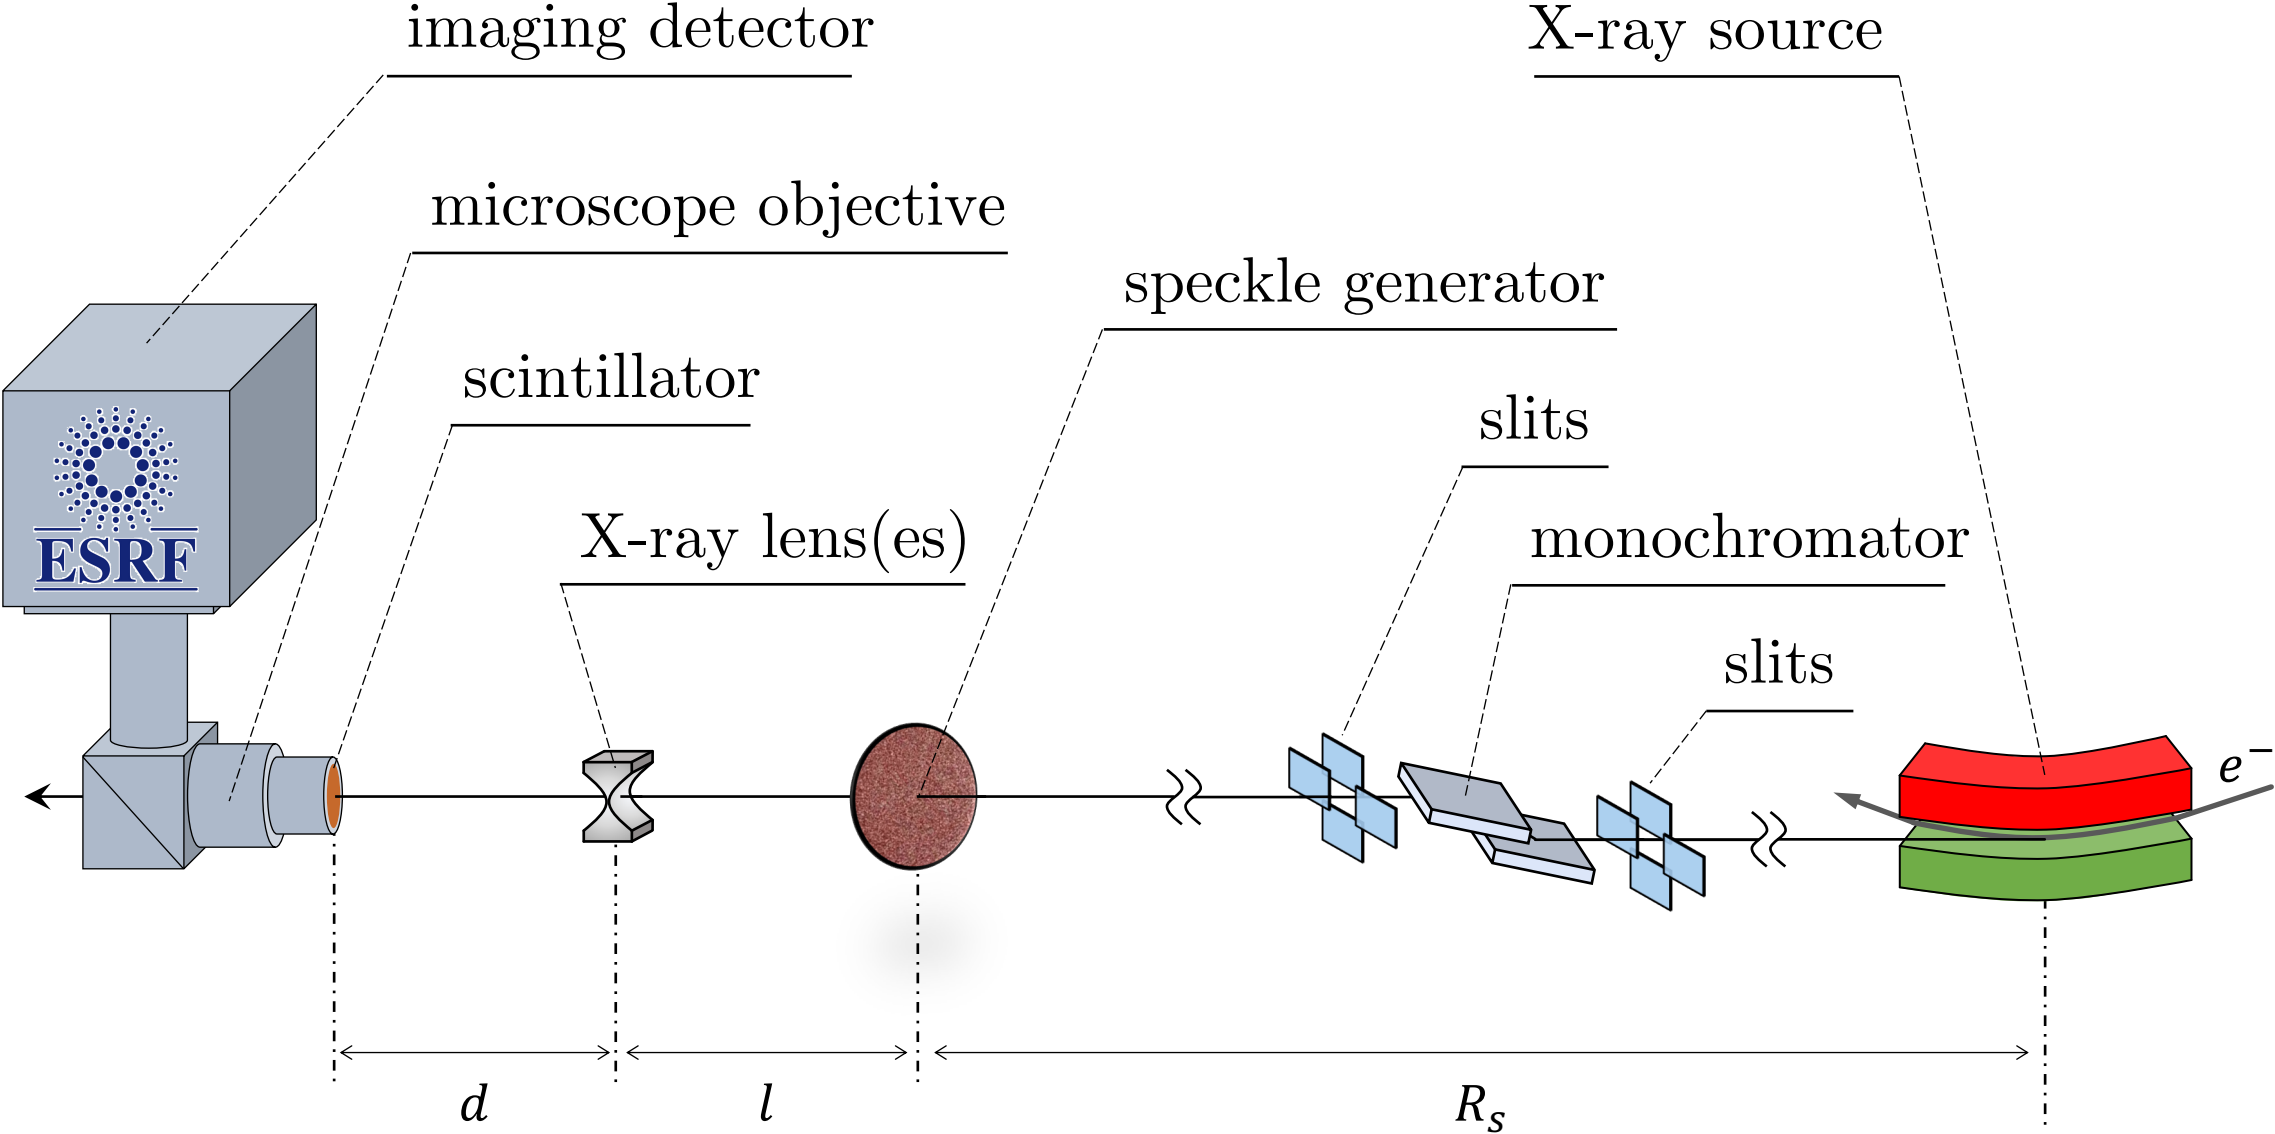 imaging detector
X-ray source
microscope objective
speckle generator
scintillator
slits
X-ray lens(es)
monochromator
ESRF
slits
e⁻
d
l
Rₛ